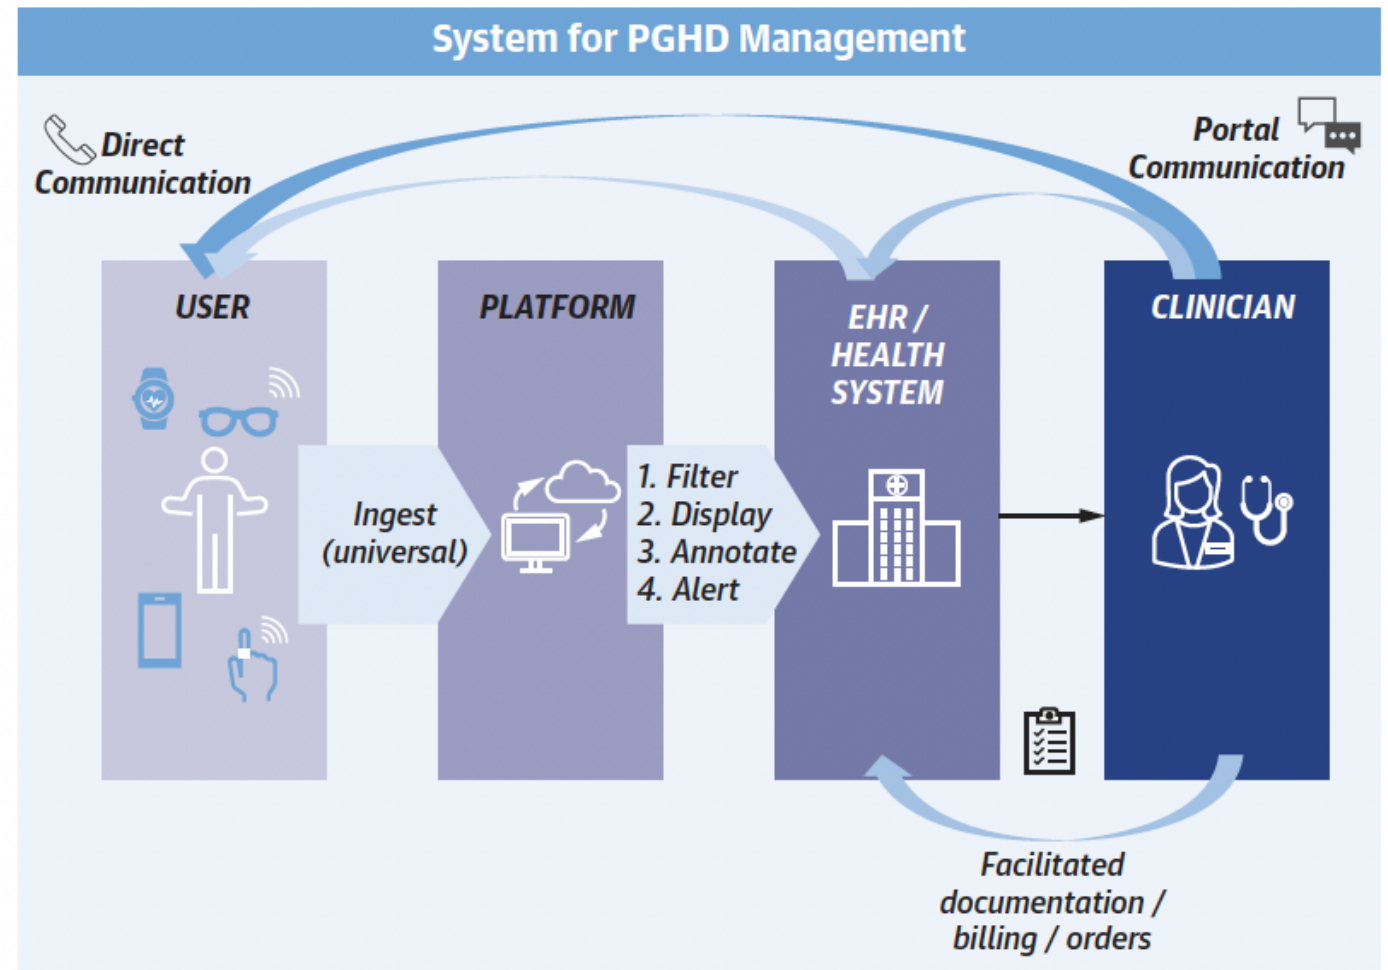 System for PGHD Management
Direct
Communication
Portal
Communication
USER
PLATFORM
EHR /
HEALTH
SYSTEM
CLINICIAN
Ingest
(universal)
1. Filter
2. Display
3. Annotate
4. Alert
Facilitated
documentation /
billing / orders